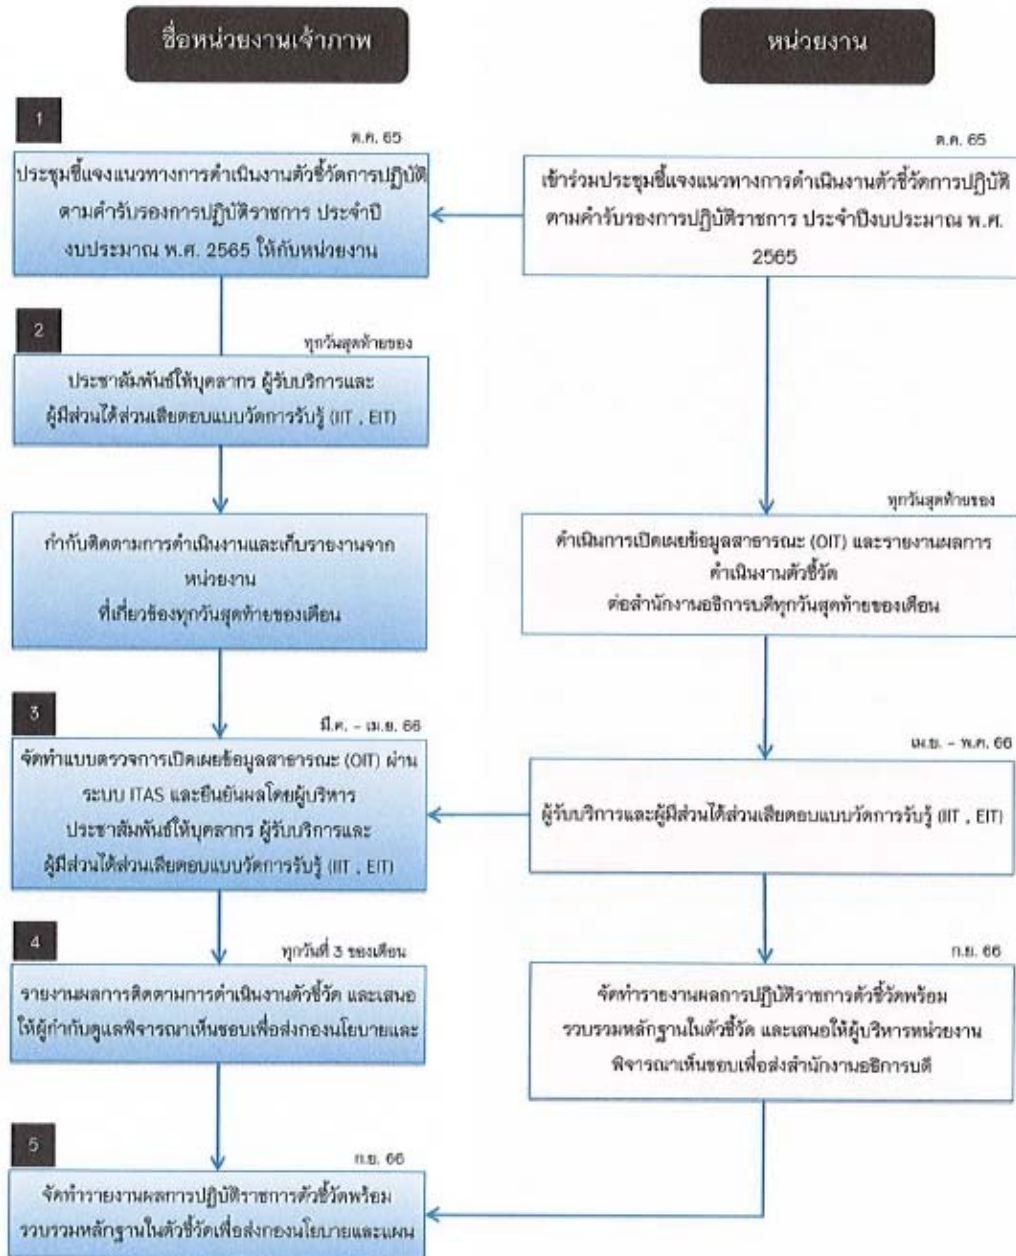 ชื่อหน่วยงานเจ้าภาพ
หน่วยงาน
1
ต.ค. 65
ประชุมชี้แจงแนวทางการดำเนินงานตัวชี้วัดการปฏิบัติ
ตามคำรับรองการปฏิบัติราชการ ประจำปี
งบประมาณ พ.ศ. 2565 ให้กับหน่วยงาน
ต.ค. 65
เข้าร่วมประชุมชี้แจงแนวทางการดำเนินงานตัวชี้วัดการปฏิบัติ
ตามคำรับรองการปฏิบัติราชการ ประจำปีงบประมาณ พ.ศ.
2565
2
ทุกวันสุดท้ายของ
ประชาสัมพันธ์ให้บุคลากร ผู้รับบริการและ
ผู้มีส่วนได้ส่วนเสียตอบแบบวัดการรับรู้ (IIT , EIT)
กำกับติดตามการดำเนินงานและเก็บรายงานจาก
หน่วยงาน
ที่เกี่ยวข้องทุกวันสุดท้ายของเดือน
ทุกวันสุดท้ายของ
ดำเนินการเปิดเผยข้อมูลสาธารณะ (OIT) และรายงานผลการ
ดำเนินงานตัวชี้วัด
ต่อสำนักงานอธิการบดีทุกวันสุดท้ายของเดือน
3
มี.ค. - เม.ย. 66
จัดทำแบบตรวจการเปิดเผยข้อมูลสาธารณะ (OIT) ผ่าน
ระบบ ITAS และยืนยันผลโดยผู้บริหาร
ประชาสัมพันธ์ให้บุคลากร ผู้รับบริการและ
ผู้มีส่วนได้ส่วนเสียตอบแบบวัดการรับรู้ (IIT , EIT)
เม.ย. - พ.ค. 66
ผู้รับบริการและผู้มีส่วนได้ส่วนเสียตอบแบบวัดการรับรู้ (IIT , EIT)
4
ทุกวันที่ 3 ของเดือน
รายงานผลการติดตามการดำเนินงานตัวชี้วัด และเสนอ
ให้ผู้กำกับดูแลพิจารณาเห็นชอบเพื่อส่งกองนโยบายและ
ก.ย. 66
จัดทำรายงานผลการปฏิบัติราชการตัวชี้วัดพร้อม
รวบรวมหลักฐานในตัวชี้วัด และเสนอให้ผู้บริหารหน่วยงาน
พิจารณาเห็นชอบเพื่อส่งสำนักงานอธิการบดี
5
ก.ย. 66
จัดทำรายงานผลการปฏิบัติราชการตัวชี้วัดพร้อม
รวบรวมหลักฐานในตัวชี้วัดเพื่อส่งกองนโยบายและแผน